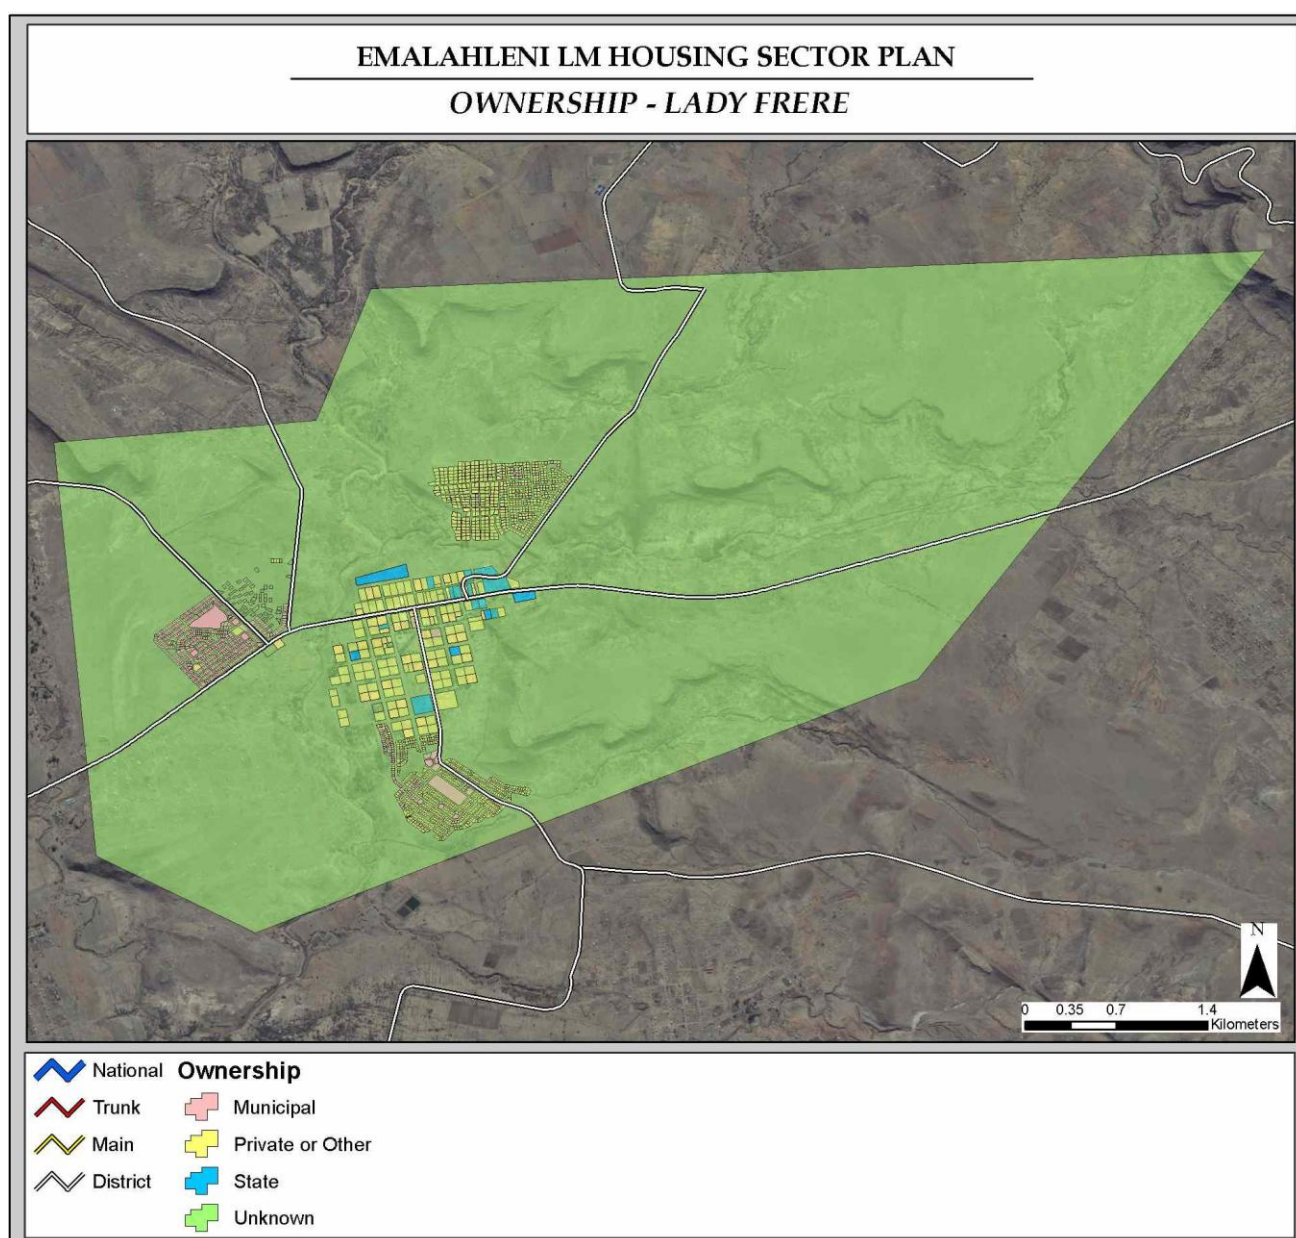 EMALAHLENI LM HOUSING SECTOR PLAN
OWNERSHIP - LADY FRERE
N
0 0.35 0.7 1.4
Kilometers
National Ownership
Trunk Municipal
Main Private or Other
District State
Unknown